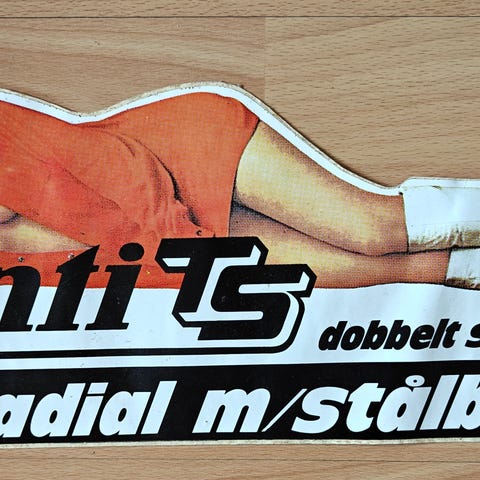 nti TS
dobbelt s
adial m/stålb